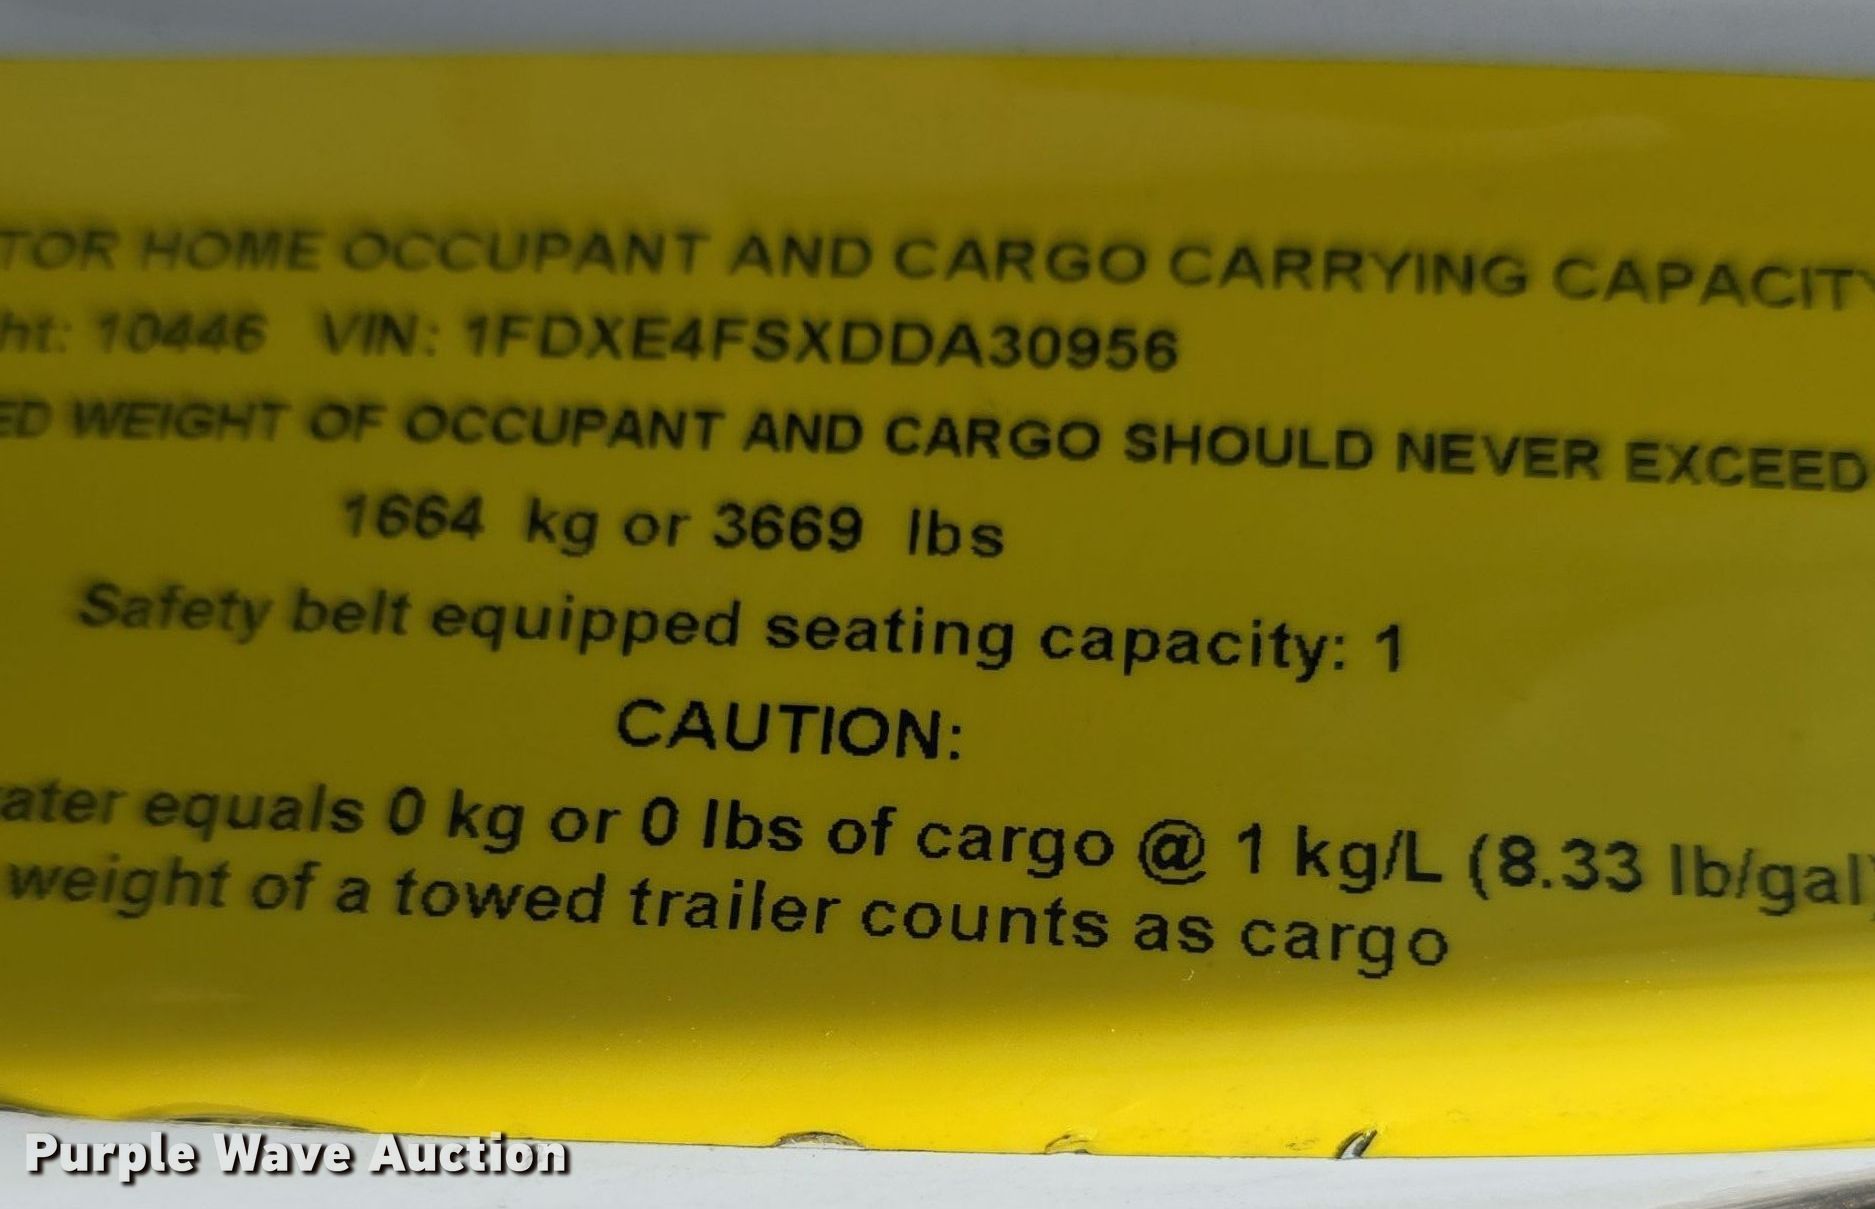 TOR HOME OCCUPANT AND CARGO CARRYING CAPACITY
ht: 10446 VIN: 1FDXE4FSXDDA30956
ED WEIGHT OF OCCUPANT AND CARGO SHOULD NEVER EXCEED
1664 kg or 3669 lbs
Safety belt equipped seating capacity: 1
CAUTION:
ater equals 0 kg or 0 lbs of cargo @ 1 kg/L (8.33 lb/gal)
weight of a towed trailer counts as cargo
Purple Wave Auction